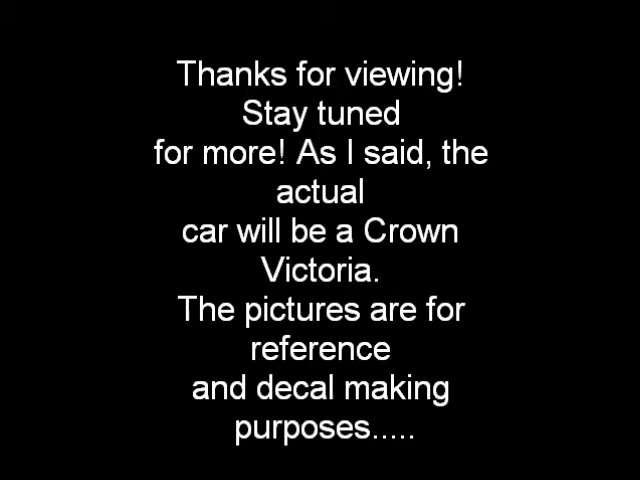 Thanks for viewing!
Stay tuned
for more! As I said, the
actual
car will be a Crown
Victoria.
The pictures are for
reference
and decal making
purposes.....